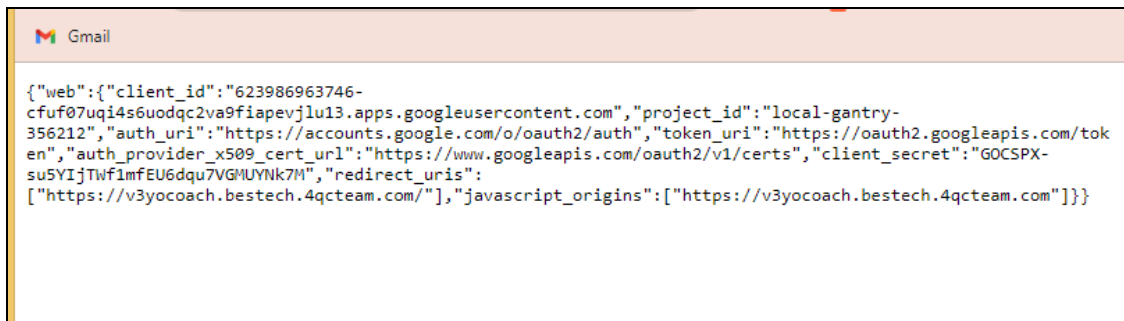 Gmail
{"web":{"client_id":"623986963746-
cfuf07uqi4s6uodqc2va9fiapevjlu13.apps.googleusercontent.com","project_id":"local-gantry-
356212","auth_uri":"https://accounts.google.com/o/oauth2/auth","token_uri":"https://oauth2.googleapis.com/tok
en","auth_provider_x509_cert_url":"https://www.googleapis.com/oauth2/v1/certs","client_secret":"GOCSPX-
su5YIjTWf1mfEU6dqu7VGMUYNk7M","redirect_uris":
["https://v3yocoach.bestech.4qcteam.com/"],"javascript_origins":["https://v3yocoach.bestech.4qcteam.com"]}}